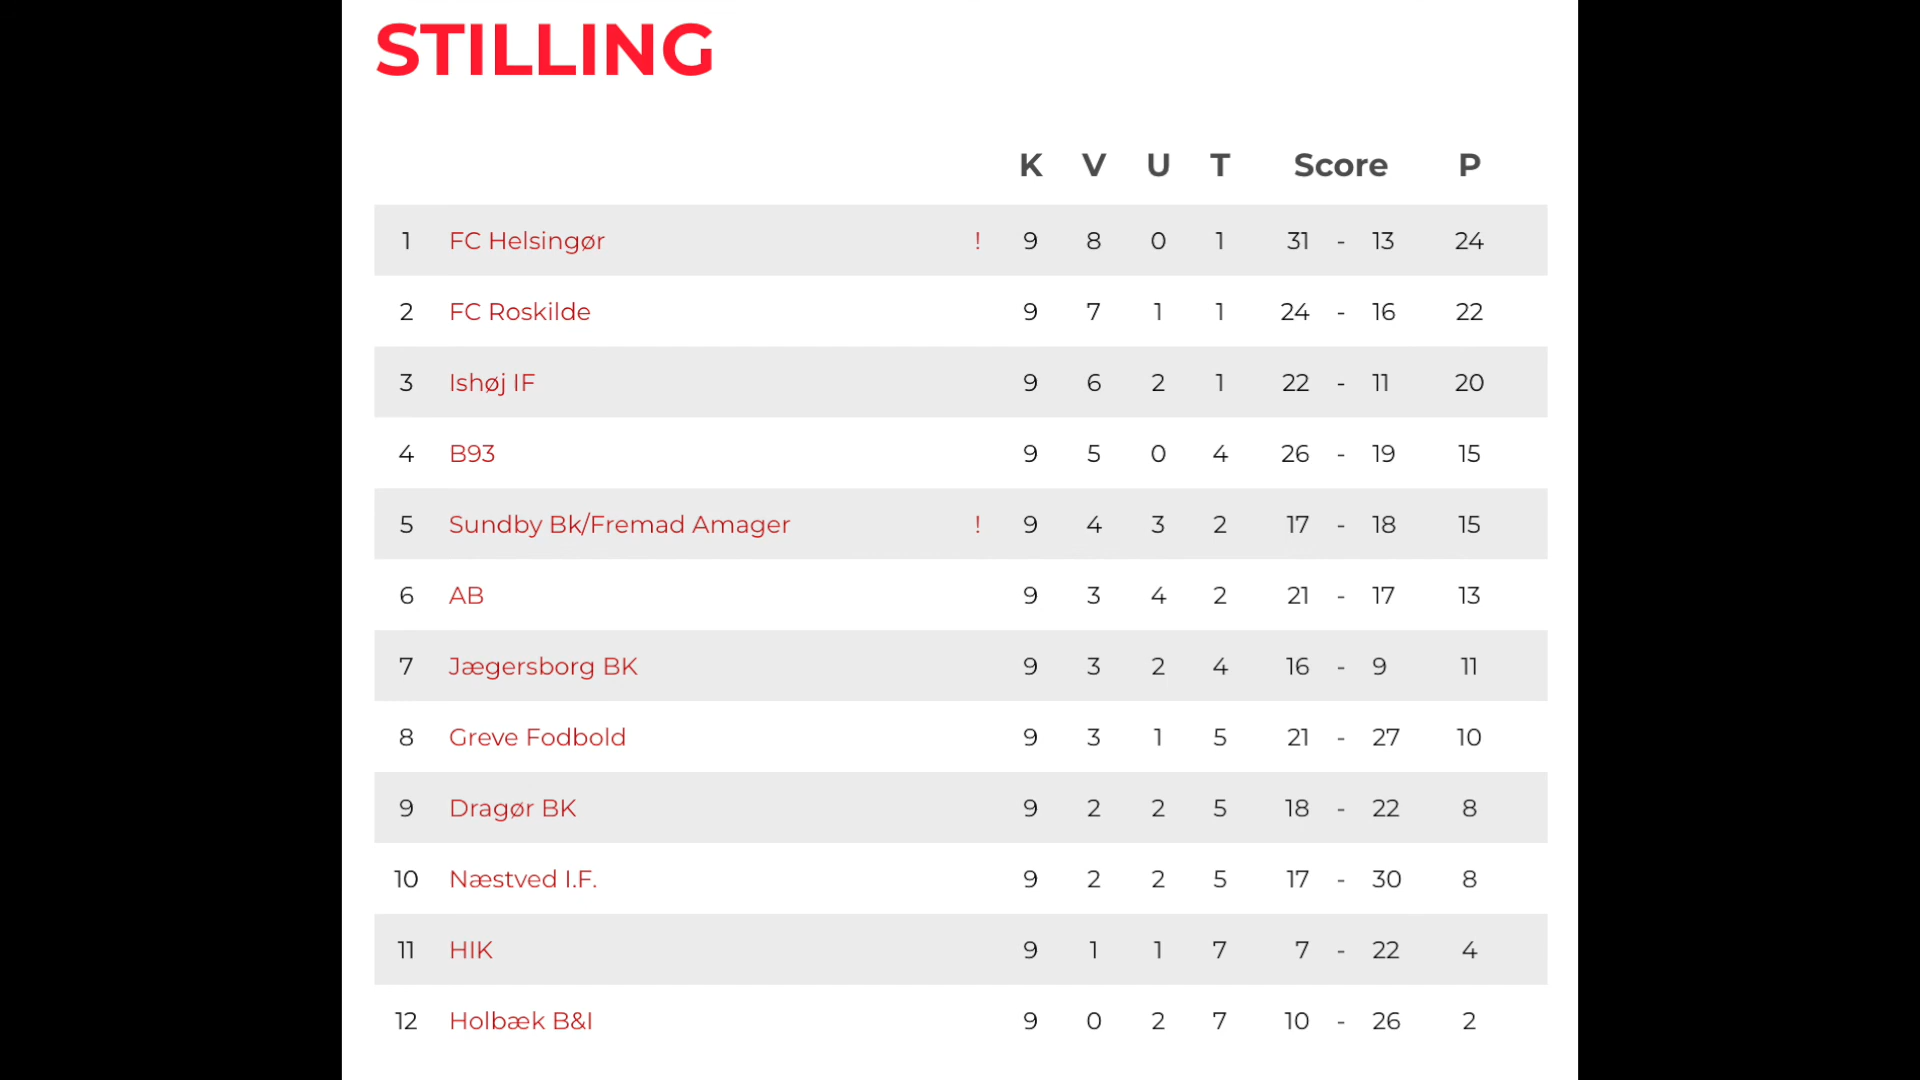 STILLING
K V U T Score P
1 FC Helsingør ! 9 8 0 1 31 - 13 24
2 FC Roskilde 9 7 1 1 24 - 16 22
3 Ishøj IF 9 6 2 1 22 - 11 20
4 B93 9 5 0 4 26 - 19 15
5 Sundby Bk/Fremad Amager ! 9 4 3 2 17 - 18 15
6 AB 9 3 4 2 21 - 17 13
7 Jægersborg BK 9 3 2 4 16 - 9 11
8 Greve Fodbold 9 3 1 5 21 - 27 10
9 Dragør BK 9 2 2 5 18 - 22 8
10 Næstved I.F. 9 2 2 5 17 - 30 8
11 HIK 9 1 1 7 7 - 22 4
12 Holbæk B&I 9 0 2 7 10 - 26 2